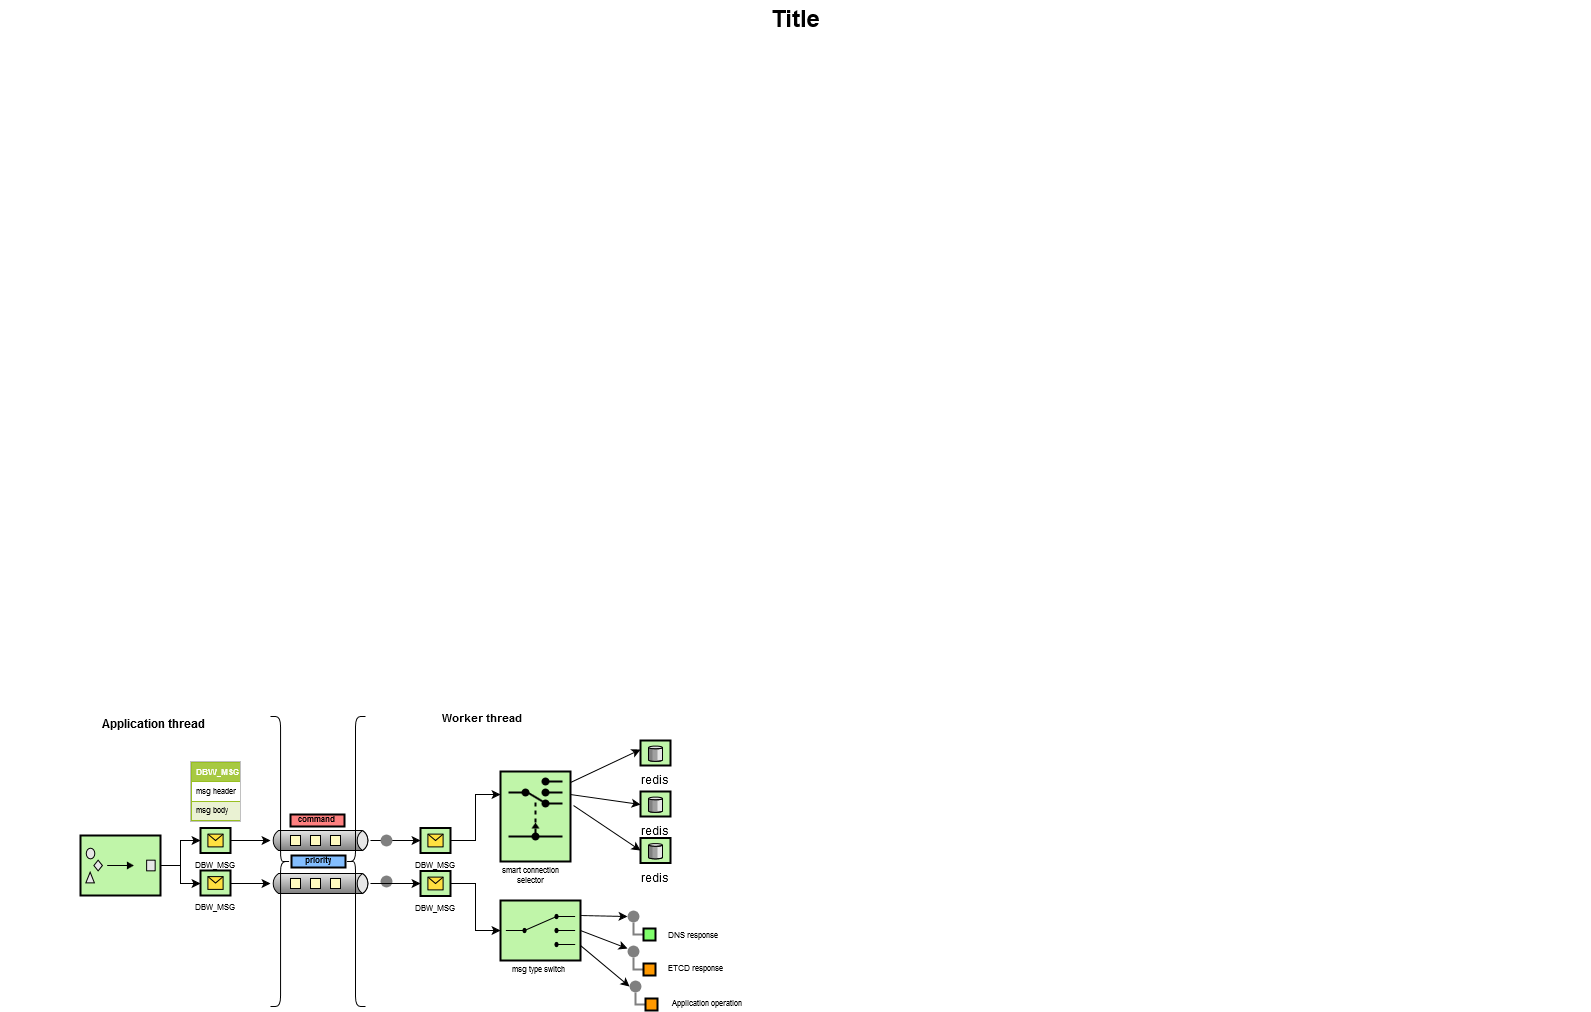 Title
Application thread
Worker thread
DBW_MSG
msg header
msg body
command
priority
DBW_MSG
DBW_MSG
DBW_MSG
DBW_MSG
smart connection
selector
redis
redis
redis
msg type switch
DNS response
ETCD response
Application operation